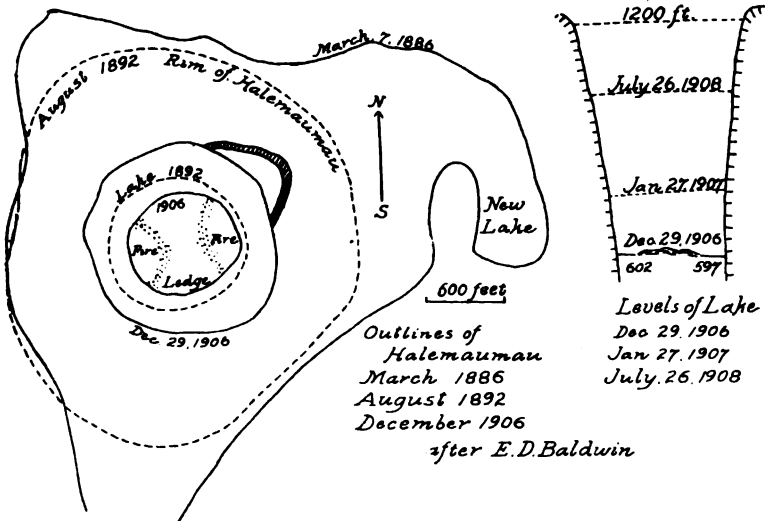 March 7. 1886
August 1892 Rim of Halemaumau
Lake 1892
1906
Fire Fire
Ledge
Dec 29, 1906
N
S
New
Lake
600 feet
Outlines of
Halemaumau
March 1886
August 1892
December 1906
after E.D. Baldwin
1200 ft.
July 26. 1908
Jan 27. 1907
Dec 29. 1906
602 597
Levels of Lake
Dec 29. 1906
Jan 27. 1907
July. 26. 1908